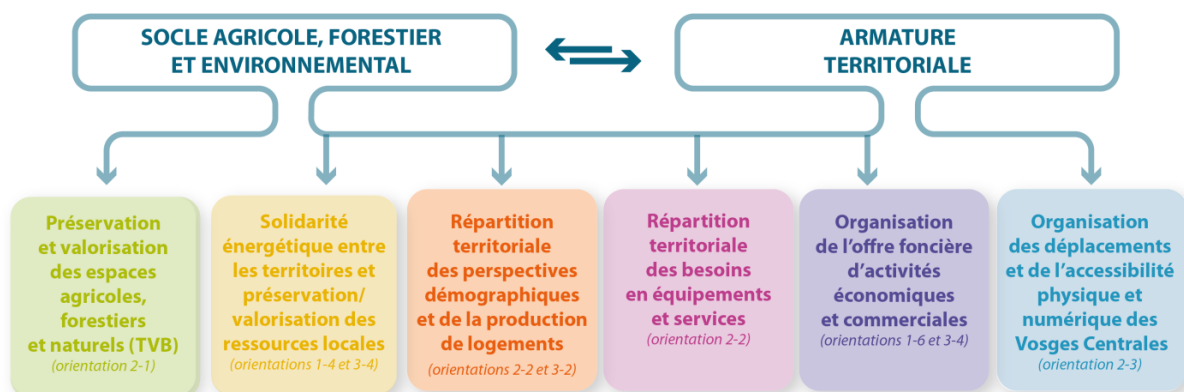 SOCLE AGRICOLE, FORESTIER
ET ENVIRONNEMENTAL
ARMATURE
TERRITORIALE
Préservation
et valorisation
des espaces
agricoles,
forestiers
et naturels (TVB)
(orientation 2-1)
Solidarité
énergétique entre
les territoires et
préservation/
valorisation des
ressources locales
(orientations 1-4 et 3-4)
Répartition
territoriale
des perspectives
démographiques
et de la production
de logements
(orientations 2-2 et 3-2)
Répartition
territoriale
des besoins
en équipements
et services
(orientation 2-2)
Organisation
de l'offre foncière
d'activités
économiques
et commerciales
(orientations 1-6 et 3-4)
Organisation
des déplacements
et de l'accessibilité
physique et
numérique des
Vosges Centrales
(orientation 2-3)